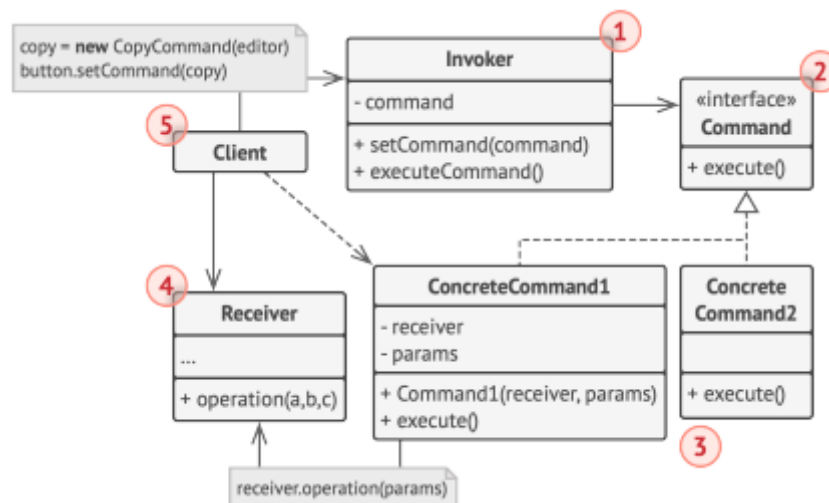 copy = new CopyCommand(editor)
button.setCommand(copy)
1
Invoker
- command
+ setCommand(command)
+ executeCommand()
2
«interface»
Command
+ execute()
5
Client
4
Receiver
...
+ operation(a,b,c)
ConcreteCommand1
- receiver
- params
+ Command1(receiver, params)
+ execute()
Concrete
Command2
+ execute()
3
receiver.operation(params)